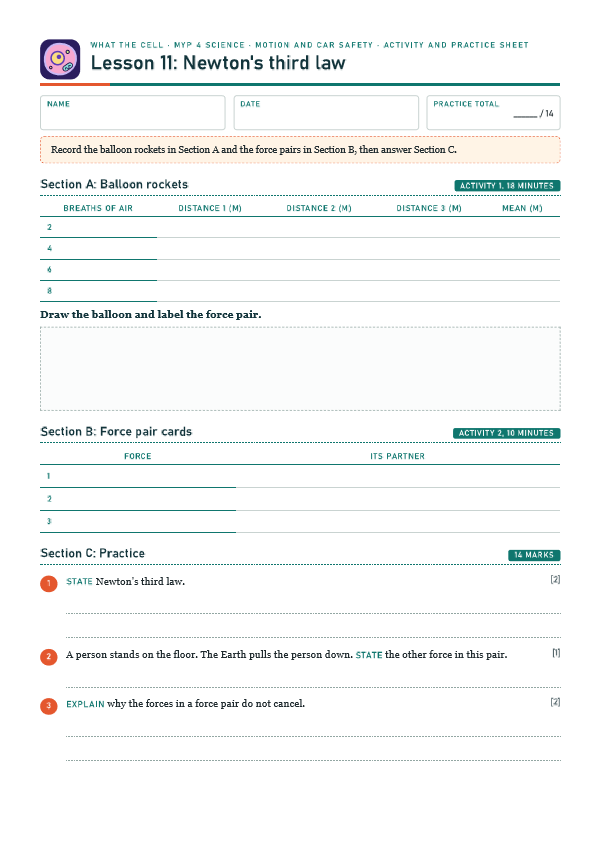 WHAT THE CELL · MYP 4 SCIENCE · MOTION AND CAR SAFETY · ACTIVITY AND PRACTICE SHEET
Lesson 11: Newton's third law
NAME
DATE
PRACTICE TOTAL
_____ / 14
Record the balloon rockets in Section A and the force pairs in Section B, then answer Section C.
Section A: Balloon rockets
ACTIVITY 1, 18 MINUTES
BREATHS OF AIR DISTANCE 1 (M) DISTANCE 2 (M) DISTANCE 3 (M) MEAN (M)
2
4
6
8
Draw the balloon and label the force pair.
Section B: Force pair cards
ACTIVITY 2, 10 MINUTES
FORCE ITS PARTNER
1
2
3
Section C: Practice
14 MARKS
1 STATE Newton's third law. [2]
2 A person stands on the floor. The Earth pulls the person down. STATE the other force in this pair. [1]
3 EXPLAIN why the forces in a force pair do not cancel. [2]